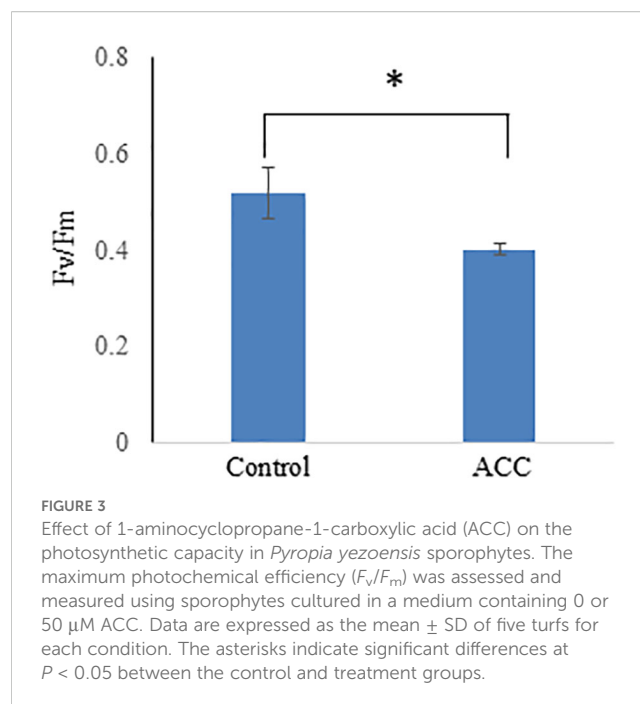 0.8
*
0.6
0.4
0.2
0
Fv/Fm
Control ACC
FIGURE 3
Effect of 1-aminocyclopropane-1-carboxylic acid (ACC) on the
photosynthetic capacity in Pyropia yezoensis sporophytes. The
maximum photochemical efficiency (Fv/Fm) was assessed and
measured using sporophytes cultured in a medium containing 0 or
50 μM ACC. Data are expressed as the mean ± SD of five turfs for
each condition. The asterisks indicate significant differences at
P < 0.05 between the control and treatment groups.